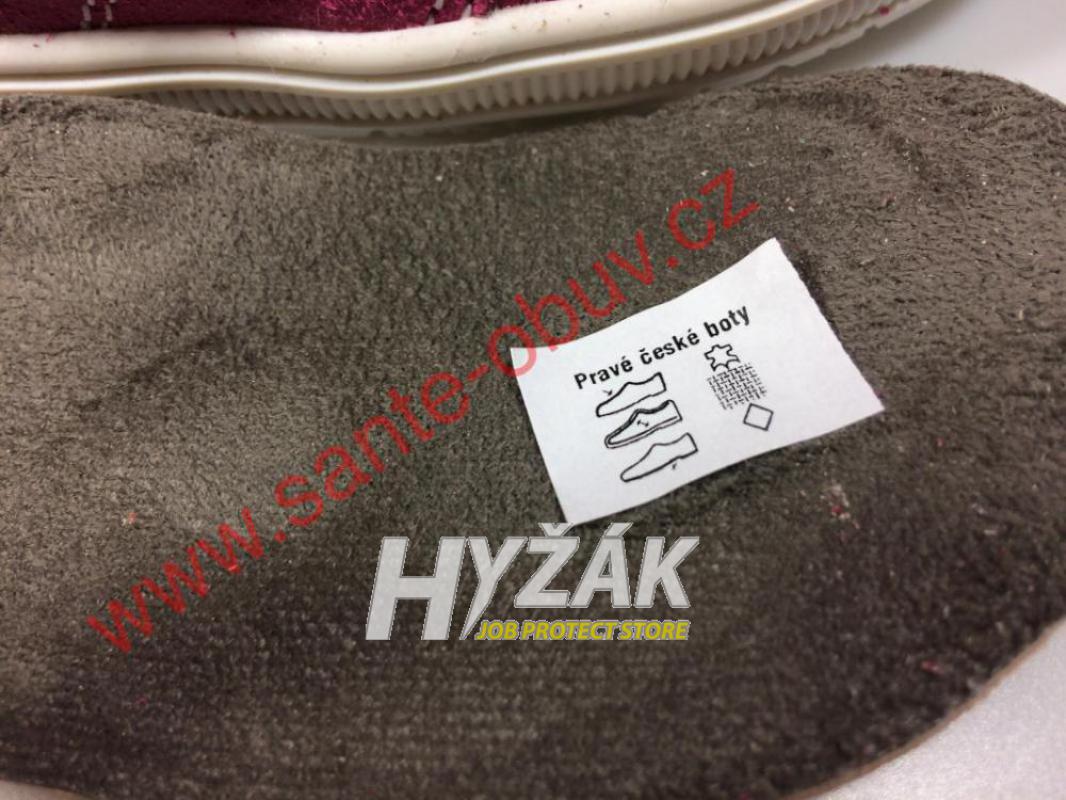 www.sante-obuv.cz
Pravé české boty
HYŽÁK
JOB PROTECT STORE